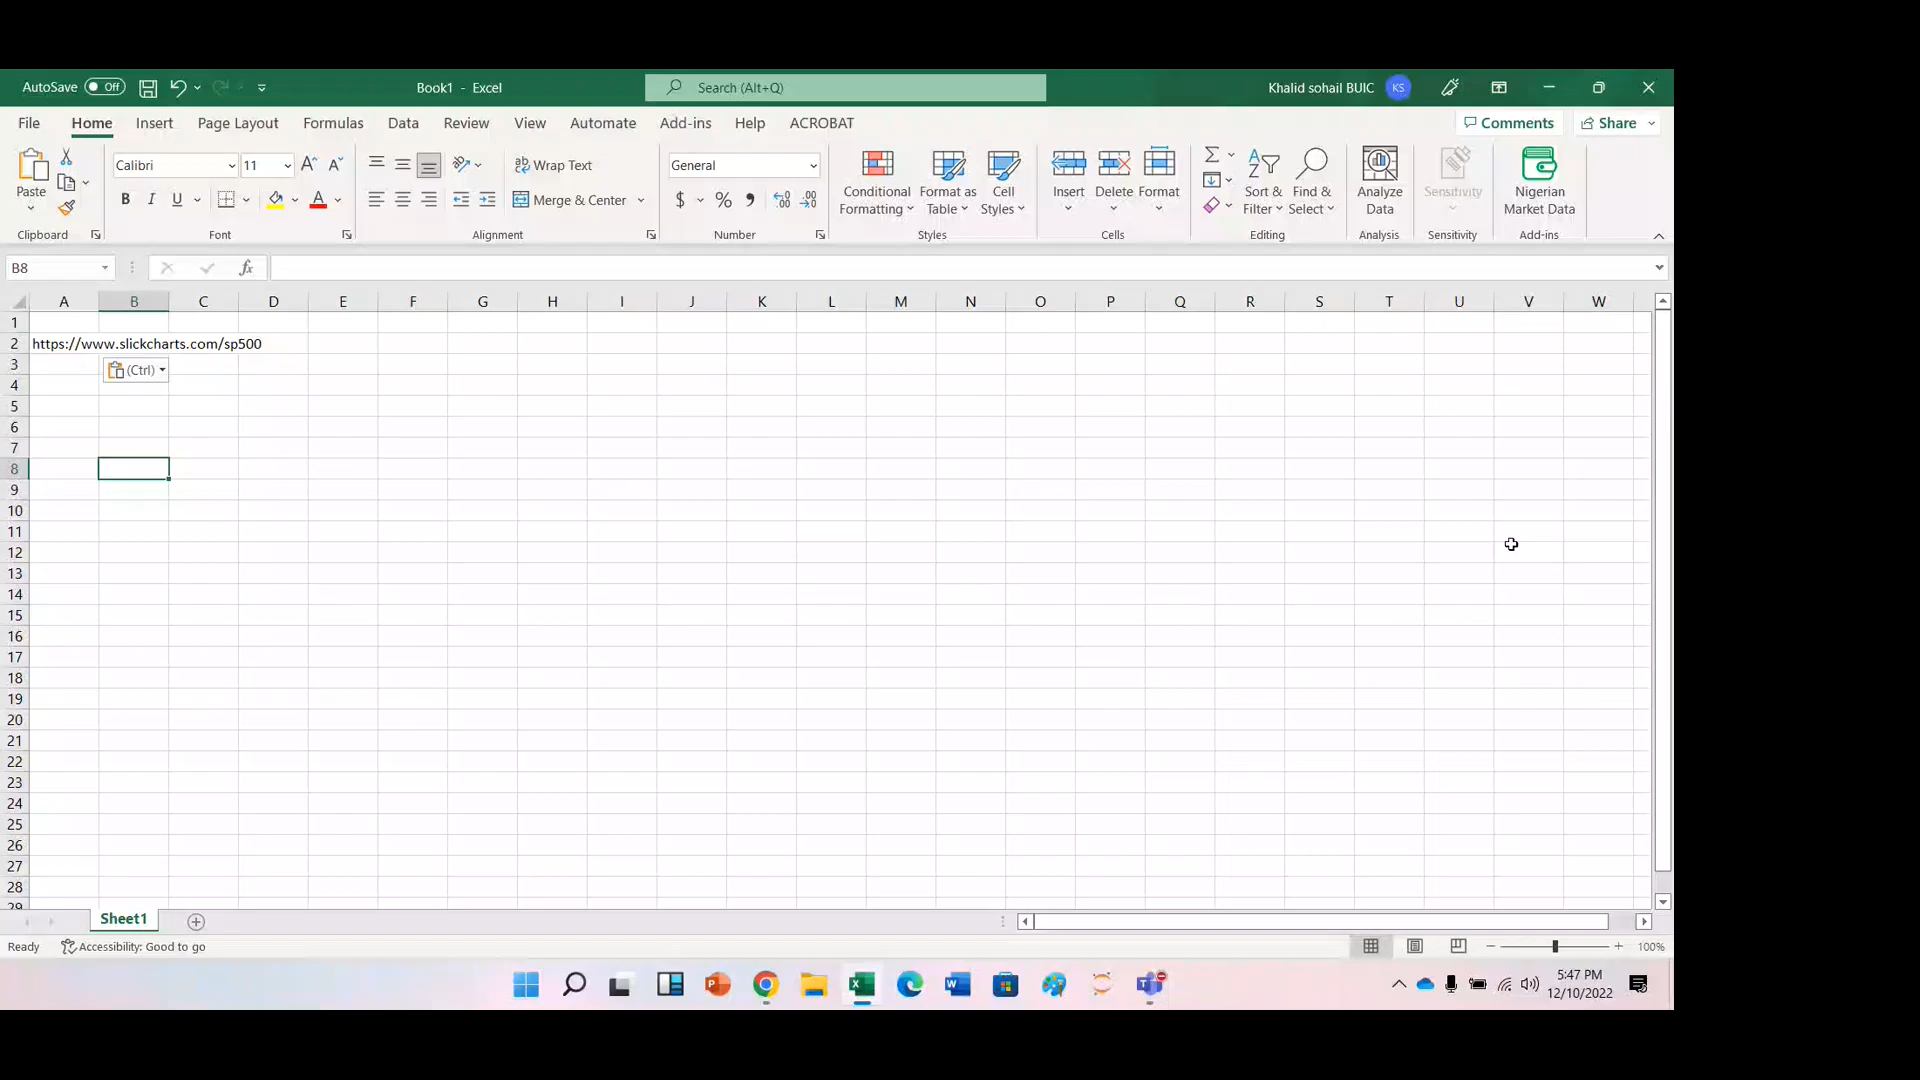 AutoSave Off Book1 - Excel Search (Alt+Q) Khalid sohail BUIC KS
File Home Insert Page Layout Formulas Data Review View Automate Add-ins Help ACROBAT Comments Share
Paste Calibri 11 Wrap Text General
B I U A Merge & Center $ % Conditional Formatting Format as Table Cell Styles Insert Delete Format Sort & Filter Find & Select Analyze Data Sensitivity Nigerian Market Data
Clipboard Font Alignment Number Styles Cells Editing Analysis Sensitivity Add-ins
B8 fx
A B C D E F G H I J K L M N O P Q R S T U V W
1
2 https://www.slickcharts.com/sp500
3 (Ctrl)
4
5
6
7
8
9
10
11
12
13
14
15
16
17
18
19
20
21
22
23
24
25
26
27
28
29
Sheet1
Ready Accessibility: Good to go 100%
5:47 PM
12/10/2022